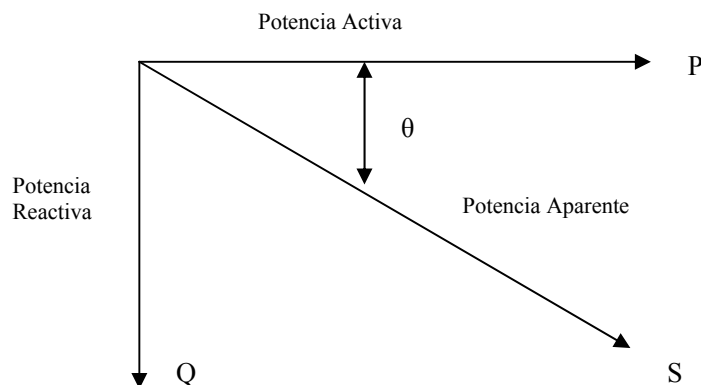 Potencia Activa
P
θ
Potencia
Reactiva
Potencia Aparente
Q
S